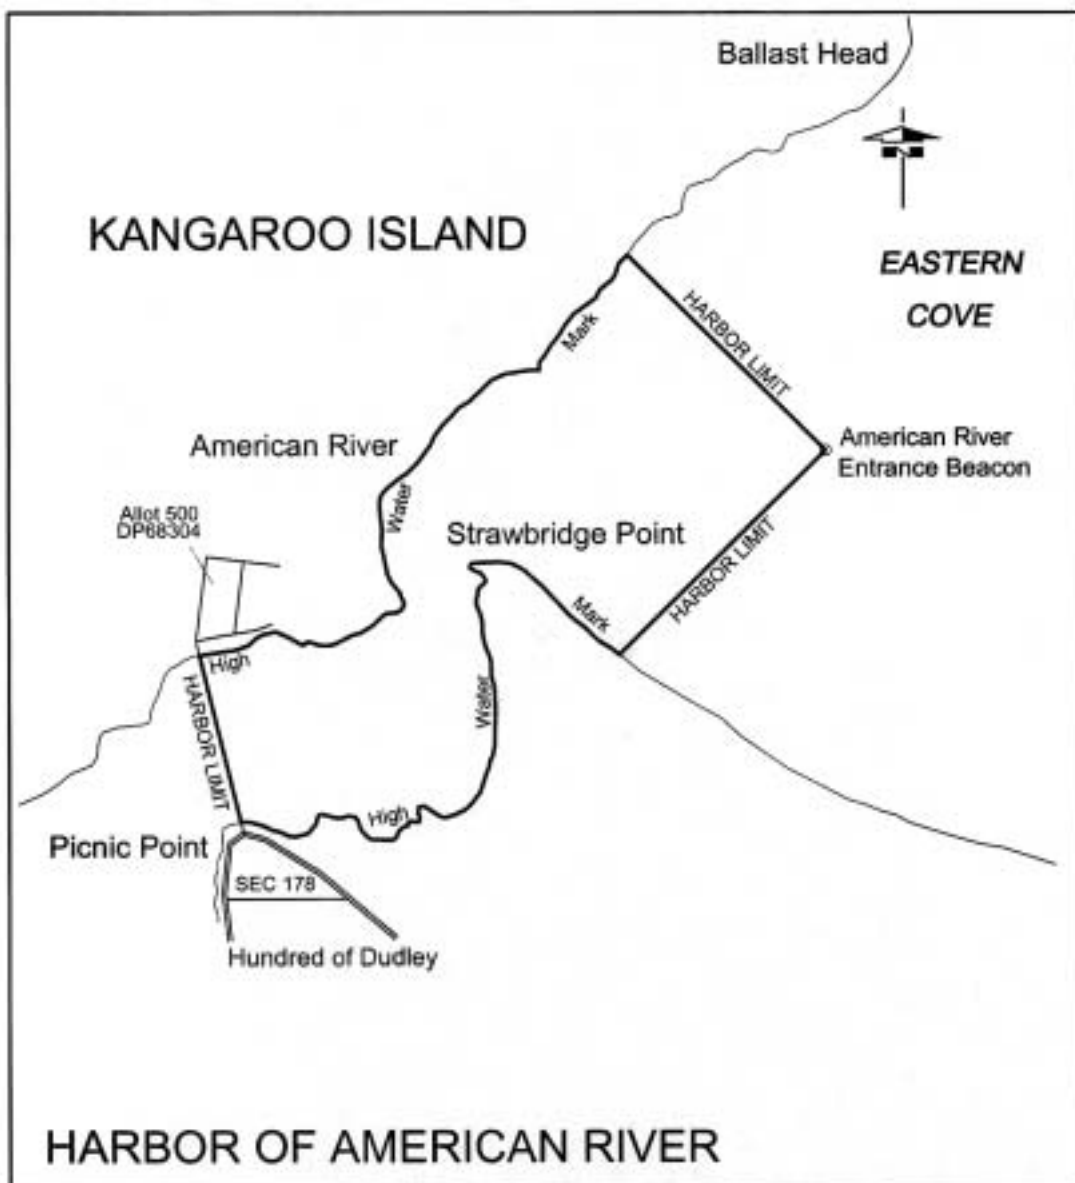 Ballast Head
N
KANGAROO ISLAND
EASTERN
COVE
HARBOR LIMIT
Mark
American River
American River
Entrance Beacon
Water
Allot 500
DP68304
Strawbridge Point
HARBOR LIMIT
Mark
High
HARBOR LIMIT
Water
High
Picnic Point
SEC 178
Hundred of Dudley
HARBOR OF AMERICAN RIVER